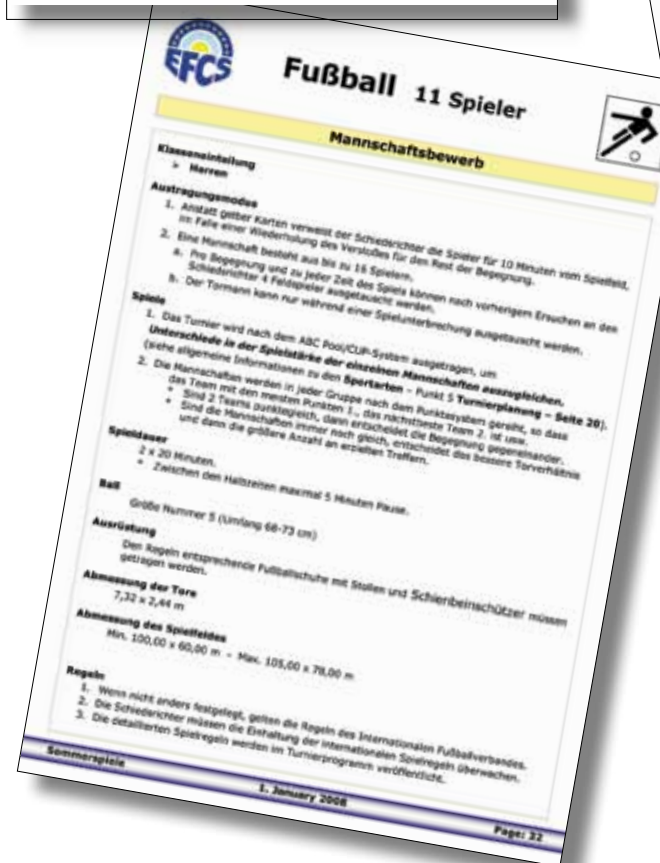 EFCS
Fußball 11 Spieler
Mannschaftsbewerb
Klasseneinteilung
➢ Herren
Austragungsmodus
1. Anstatt gelber Karten verweist der Schiedsrichter die Spieler für 10 Minuten vom Spielfeld,
im Falle einer Wiederholung des Verstoßes für den Rest der Begegnung.
2. Eine Mannschaft besteht aus bis zu 16 Spielern.
a. Pro Begegnung und zu jeder Zeit des Spiels können nach vorherigem Ersuchen an den
Schiedsrichter 4 Feldspieler ausgetauscht werden.
b. Der Tormann kann nur während einer Spielunterbrechung ausgetauscht werden.
Spiele
1. Das Turnier wird nach dem ABC Pool/CUP-System ausgetragen, um
Unterschiede in der Spielstärke der einzelnen Mannschaften auszugleichen,
(siehe allgemeine Informationen zu den Sportarten – Punkt 5 Turnierplanung – Seite 20).
2. Die Mannschaften werden in jeder Gruppe nach dem Punktesystem gereiht, so dass
das Team mit den meisten Punkten 1., das nächstbeste Team 2. ist usw.
• Sind 2 Teams punktegleich, dann entscheidet die Begegnung gegeneinander.
• Sind die Mannschaften immer noch gleich, entscheidet das bessere Torverhältnis
und dann die größere Anzahl an erzielten Treffern.
Spieldauer
2 x 20 Minuten.
• Zwischen den Halbzeiten maximal 5 Minuten Pause.
Ball
Größe Nummer 5 (Umfang 68-73 cm)
Ausrüstung
Den Regeln entsprechende Fußballschuhe mit Stollen und Schienbeinschützer müssen
getragen werden.
Abmessung der Tore
7,32 x 2,44 m
Abmessung des Spielfeldes
Min. 100,00 x 60,00 m – Max. 105,00 x 78,00 m
Regeln
1. Wenn nicht anders festgelegt, gelten die Regeln des Internationalen Fußballverbandes.
2. Die Schiedsrichter müssen die Einhaltung der internationalen Spielregeln überwachen.
3. Die detaillierten Spielregeln werden im Turnierprogramm veröffentlicht.
Sommerspiele 1. January 2008 Page: 32